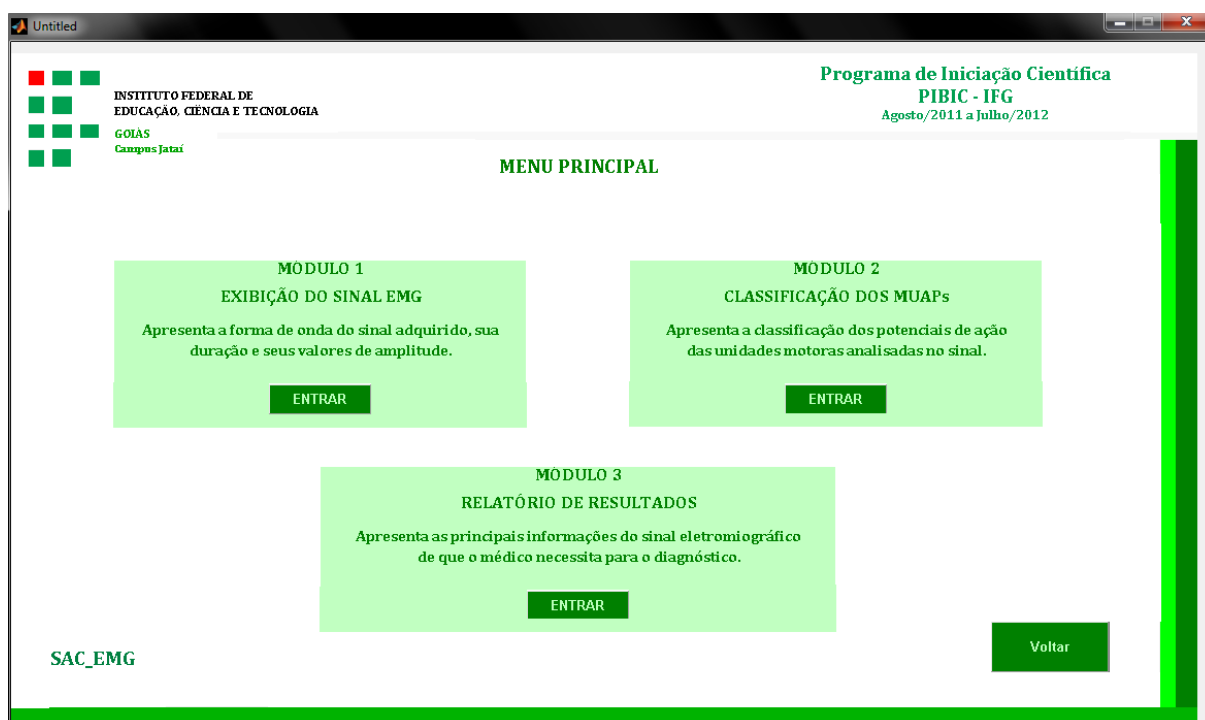 Untitled
INSTITUTO FEDERAL DE
EDUCAÇÃO, CIÊNCIA E TECNOLOGIA
GOIÁS
Campus Jataí
Programa de Iniciação Científica
PIBIC - IFG
Agosto/2011 a Julho/2012
MENU PRINCIPAL
MÓDULO 1
EXIBIÇÃO DO SINAL EMG
Apresenta a forma de onda do sinal adquirido, sua
duração e seus valores de amplitude.
ENTRAR
MÓDULO 2
CLASSIFICAÇÃO DOS MUAPs
Apresenta a classificação dos potenciais de ação
das unidades motoras analisadas no sinal.
ENTRAR
MÓDULO 3
RELATÓRIO DE RESULTADOS
Apresenta as principais informações do sinal eletromiográfico
de que o médico necessita para o diagnóstico.
ENTRAR
SAC_EMG
Voltar